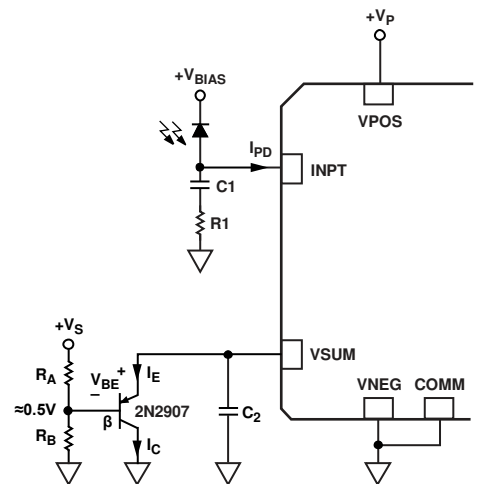 +VP
VPOS
+VBIAS
IPD
INPT
C1
R1
+VS
VSUM
RA
VBE
+
–
IE
VNEG
COMM
≈0.5V
2N2907
C2
β
RB
IC